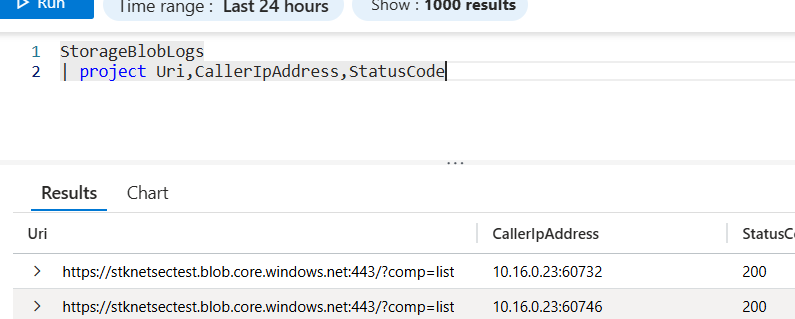 Run Time range : Last 24 hours Show : 1000 results
1 StorageBlobLogs
2 | project Uri,CallerIpAddress,StatusCode
...
Results Chart
Uri CallerIpAddress StatusCo
https://stknetsectest.blob.core.windows.net:443/?comp=list 10.16.0.23:60732 200
https://stknetsectest.blob.core.windows.net:443/?comp=list 10.16.0.23:60746 200